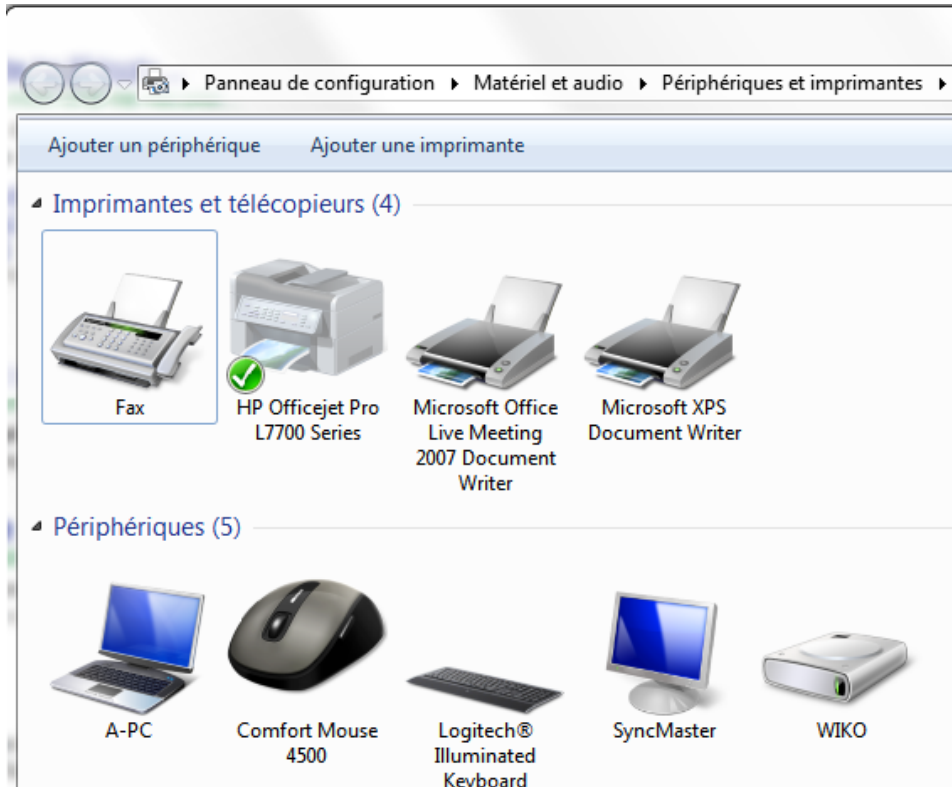 Panneau de configuration ▸ Matériel et audio ▸ Périphériques et imprimantes ▸
Ajouter un périphérique Ajouter une imprimante
Imprimantes et télécopieurs (4)
Fax
HP Officejet Pro
L7700 Series
Microsoft Office
Live Meeting
2007 Document
Writer
Microsoft XPS
Document Writer
Périphériques (5)
A-PC
Comfort Mouse
4500
Logitech®
Illuminated
Keyboard
SyncMaster
WIKO